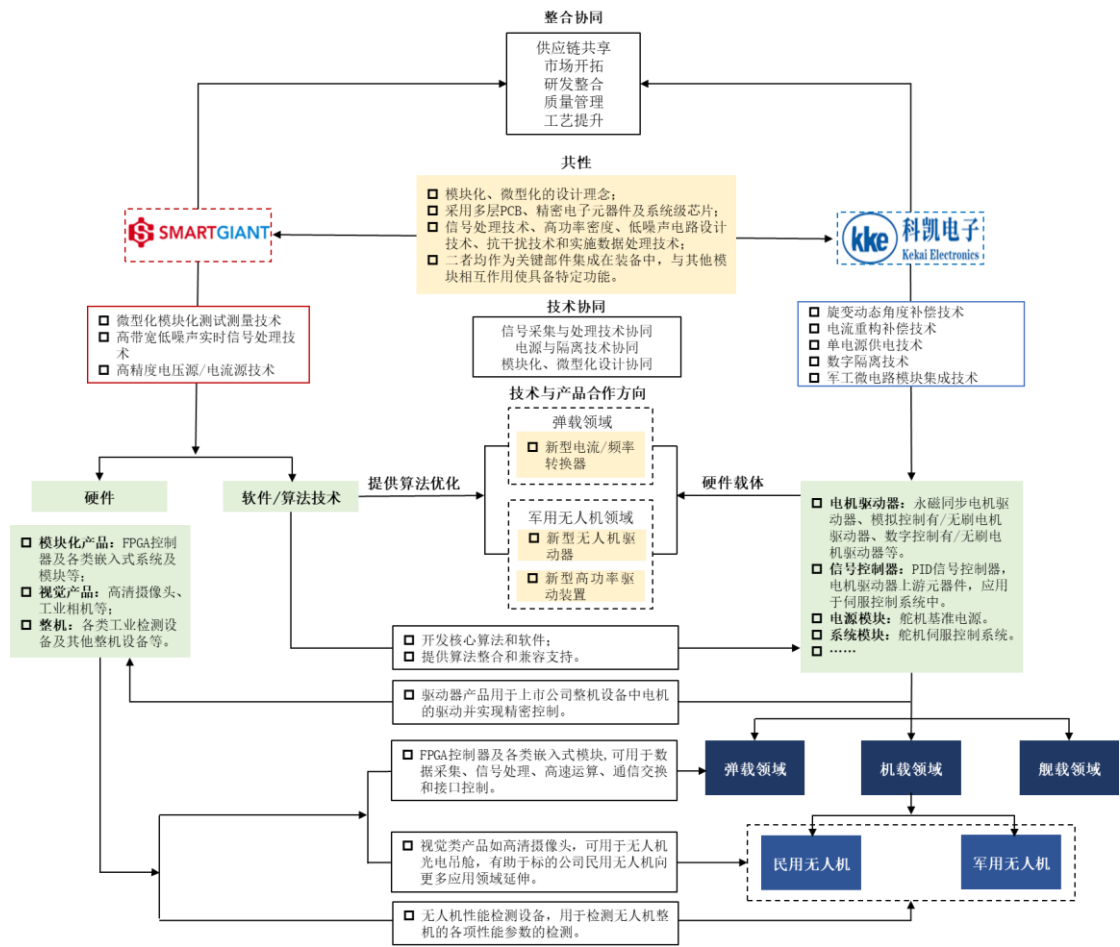 整合协同
供应链共享
市场开拓
研发整合
质量管理
工艺提升
共性
模块化、微型化的设计理念;
采用多层PCB、精密电子元器件及系统级芯片;
信号处理技术、高功率密度、低噪声电路设计
技术、抗干扰技术和实施数据处理技术;
二者均作为关键部件集成在装备中，与其他模
块相互作用使具备特定功能。
SMARTGIANT
kke
科凯电子
Kekai Electronics
微型化模块化测试测量技术
高带宽低噪声实时信号处理技
术
高精度电压源/电流源技术
技术协同
信号采集与处理技术协同
电源与隔离技术协同
模块化、微型化设计协同
旋变动态角度补偿技术
电流重构补偿技术
单电源供电技术
数字隔离技术
军工微电路模块集成技术
技术与产品合作方向
弹载领域
新型电流/频率
转换器
军用无人机领域
新型无人机驱
动器
新型高功率驱
动装置
硬件
软件/算法技术
提供算法优化
硬件载体
模块化产品：FPGA控制
器及各类嵌入式系统及
模块等;
视觉产品：高清摄像头、
工业相机等;
整机：各类工业检测设
备及其他整机设备等。
电机驱动器：永磁同步电机驱
动器、模拟控制有/无刷电机
驱动器、数字控制有/无刷电
机驱动器等。
信号控制器：PID信号控制器，
电机驱动器上游元器件，应用
于伺服控制系统中。
电源模块：舵机基准电源。
系统模块：舵机伺服控制系统。
……
开发核心算法和软件;
提供算法整合和兼容支持。
驱动器产品用于上市公司整机设备中电机
的驱动并实现精密控制。
FPGA控制器及各类嵌入式模块,可用于数
据采集、信号处理、高速运算、通信交换
和接口控制。
弹载领域
机载领域
舰载领域
视觉类产品如高清摄像头，可用于无人机
光电吊舱，有助于标的公司民用无人机向
更多应用领域延伸。
民用无人机
军用无人机
无人机性能检测设备，用于检测无人机整
机的各项性能参数的检测。